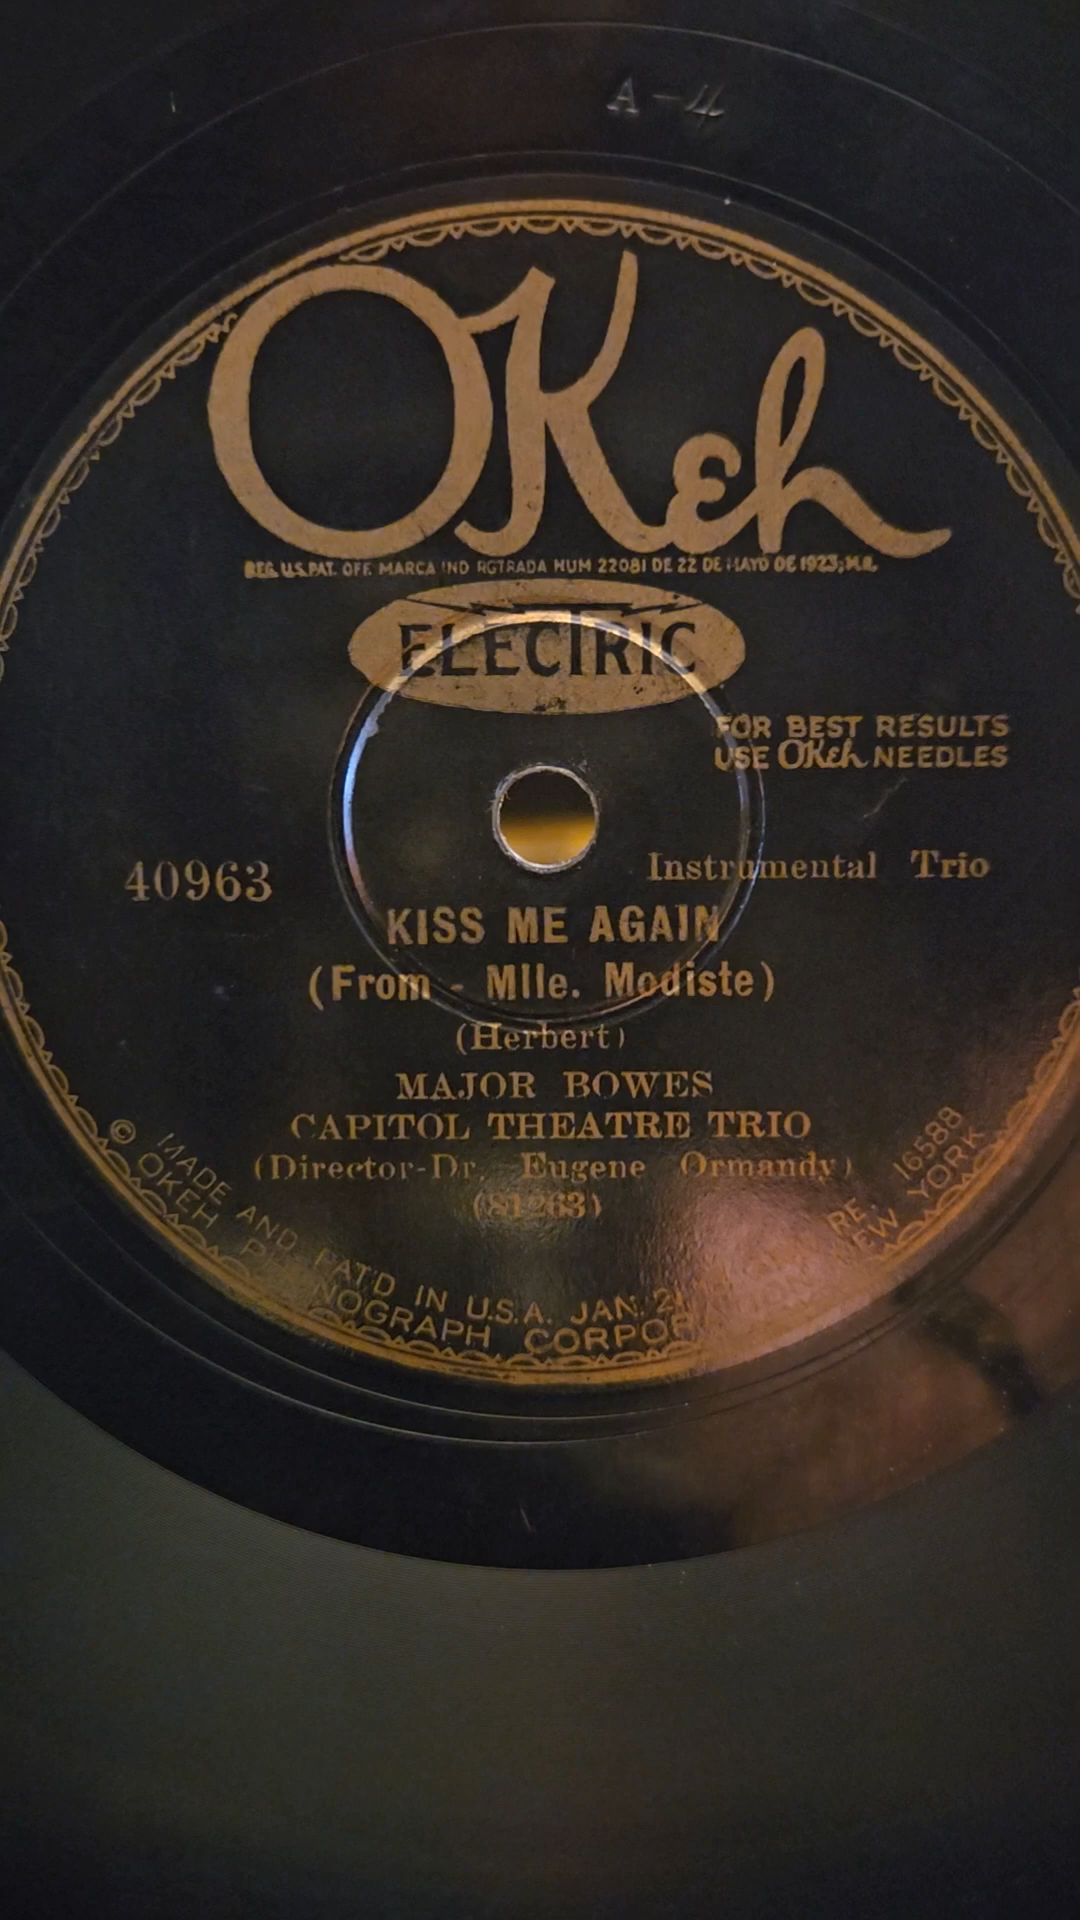 A-4
OKeh
REG. U.S. PAT. OFF. MARCA IND RGTRADA NUM 22081 DE 22 DE MAYO DE 1923, M.R.
ELECTRIC
FOR BEST RESULTS
USE OKeh NEEDLES
40963
Instrumental Trio
KISS ME AGAIN
(From - Mlle. Modiste)
(Herbert)
MAJOR BOWES
CAPITOL THEATRE TRIO
(Director-Dr. Eugene Ormandy)
(81263)
© MADE AND PAT'D IN U.S.A. JAN. 21 RE. 16588
OKEH NEW YORK